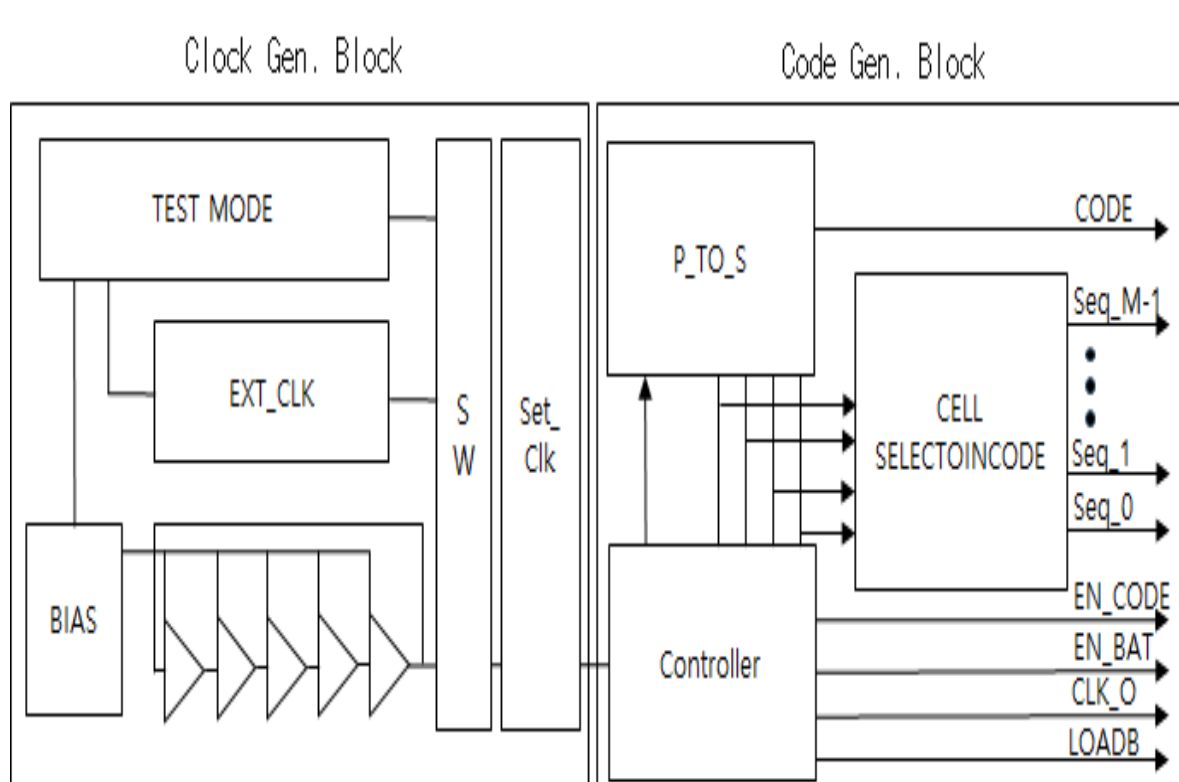 Clock Gen. Block
Code Gen. Block
TEST MODE
EXT_CLK
BIAS
S
W
Set_
Clk
P_TO_S
CELL
SELECTOINCODE
Controller
CODE
Seq_M-1
Seq_1
Seq_0
EN_CODE
EN_BAT
CLK_O
LOADB